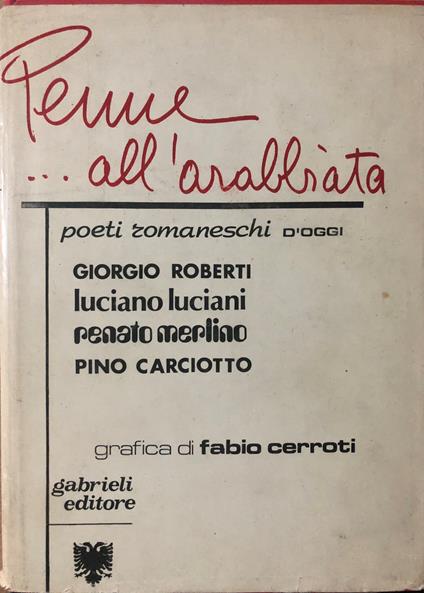 Penne
... all'arabbiata
poeti romaneschi D'OGGI
GIORGIO ROBERTI
luciano luciani
renato merlino
PINO CARCIOTTO
grafica di fabio cerroti
gabrieli
editore